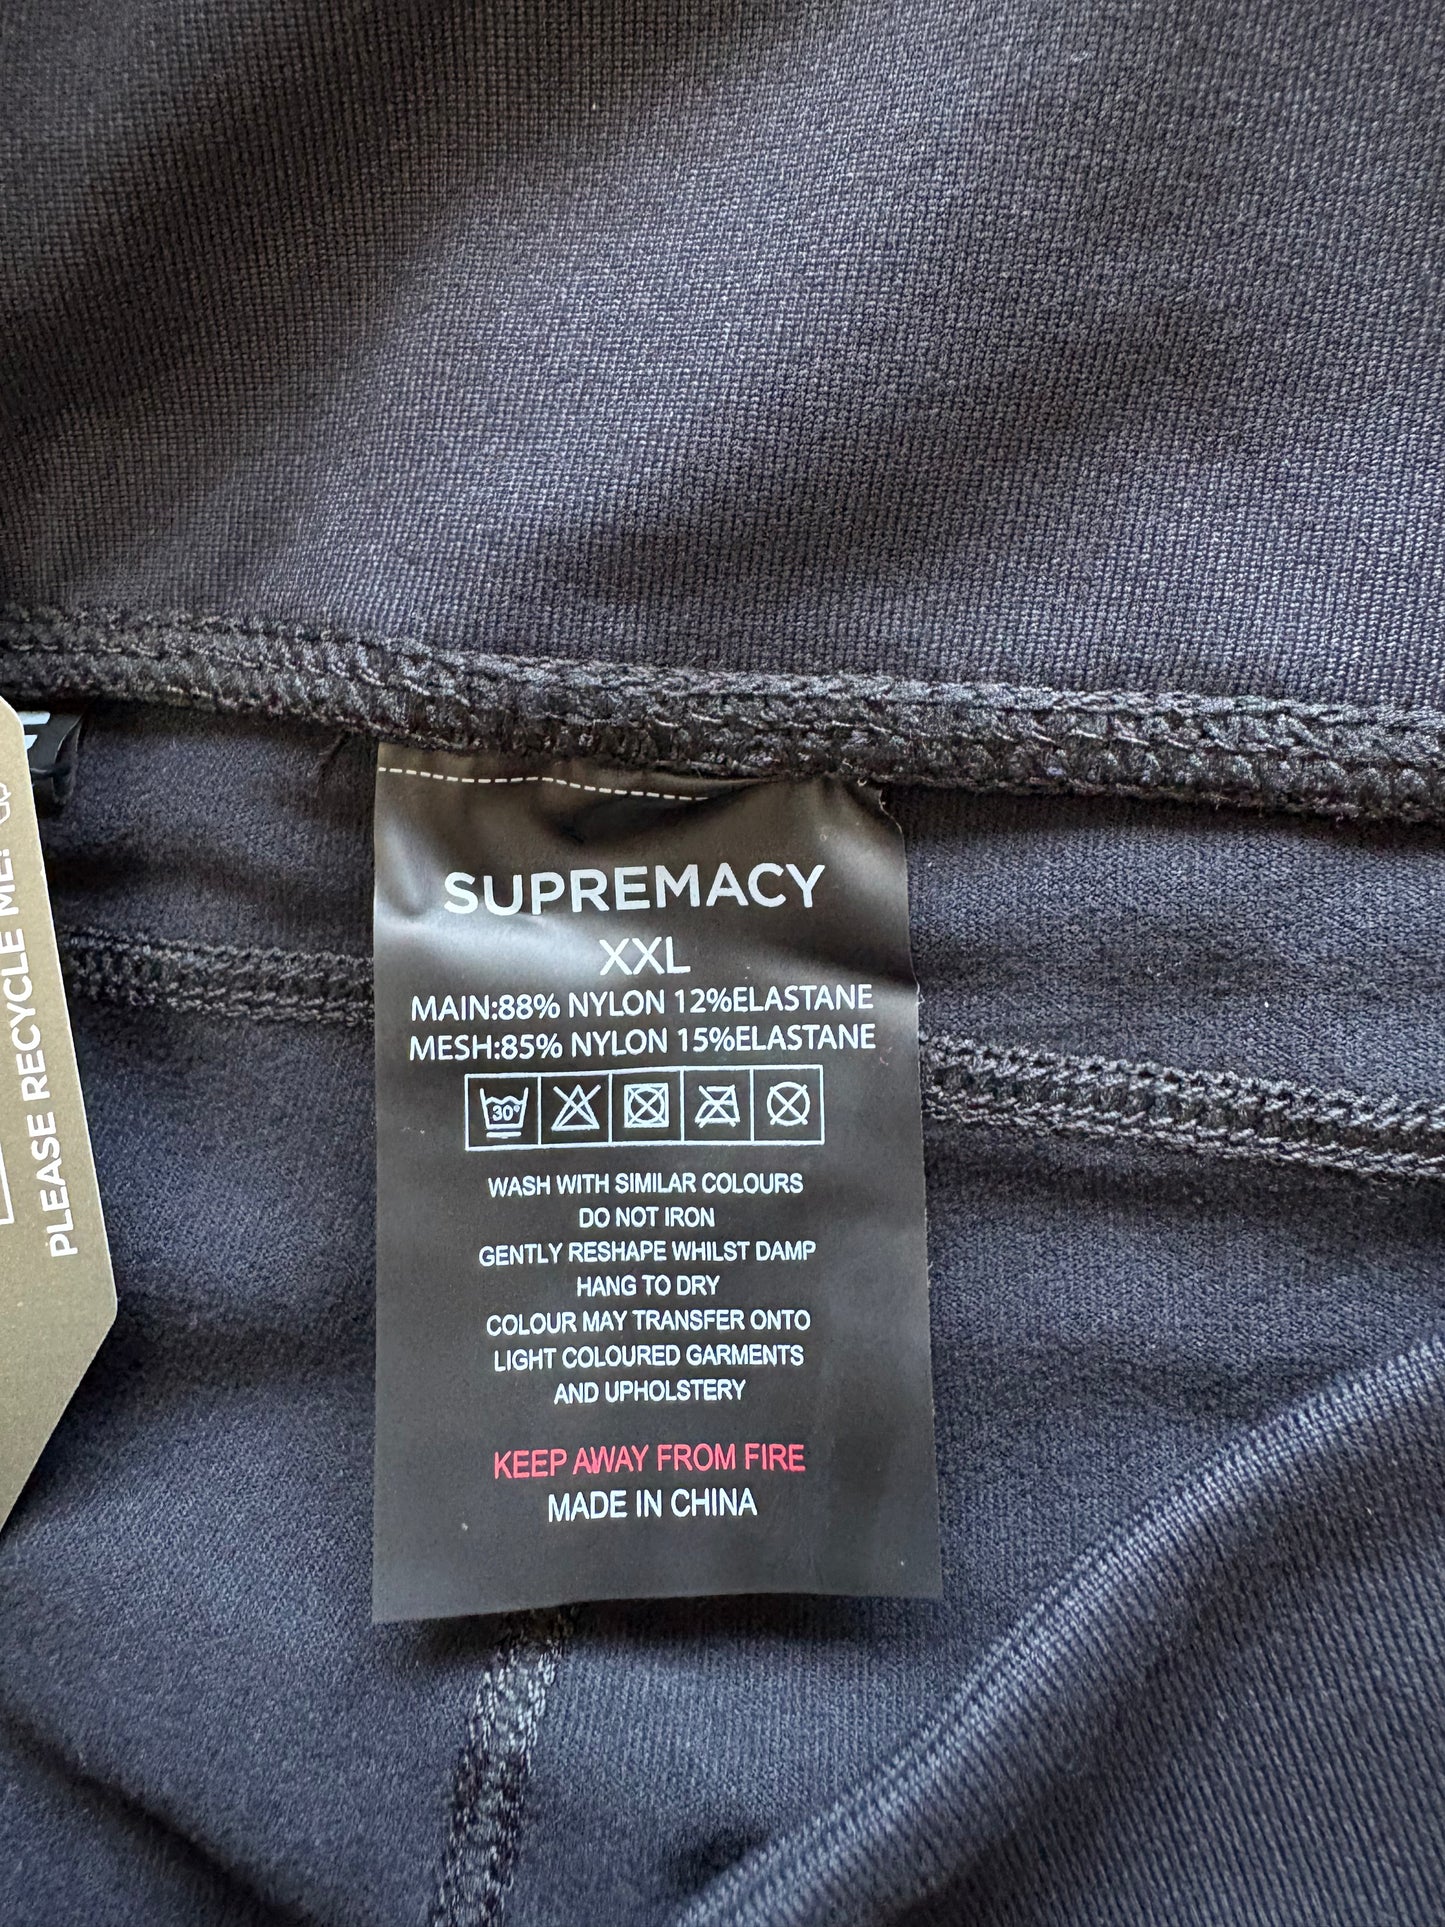 SUPREMACY
XXL
MAIN:88% NYLON 12%ELASTANE
MESH:85% NYLON 15%ELASTANE
30°
WASH WITH SIMILAR COLOURS
DO NOT IRON
GENTLY RESHAPE WHILST DAMP
HANG TO DRY
COLOUR MAY TRANSFER ONTO
LIGHT COLOURED GARMENTS
AND UPHOLSTERY
KEEP AWAY FROM FIRE
MADE IN CHINA
PLEASE RECYCLE ME!